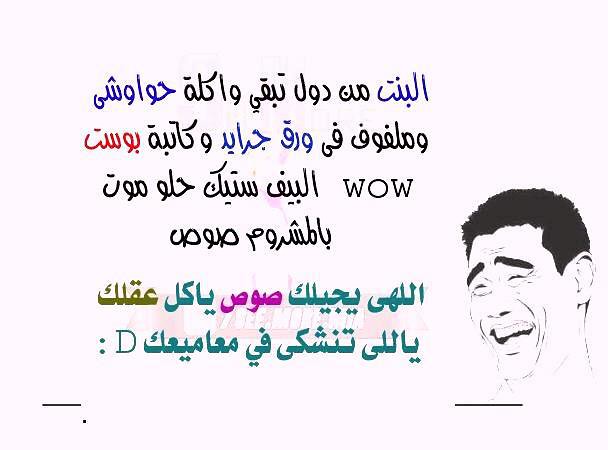 البنت من دول تبقي واكلة حواوشى
وملفوف فى ورق جرايد وكاتبة بوست
wow البيف ستيك حلو موت
بالمشروم صوص
اللهى يجيلك صوص ياكل عقلك
ياللى تنشكى في معاميعك D :